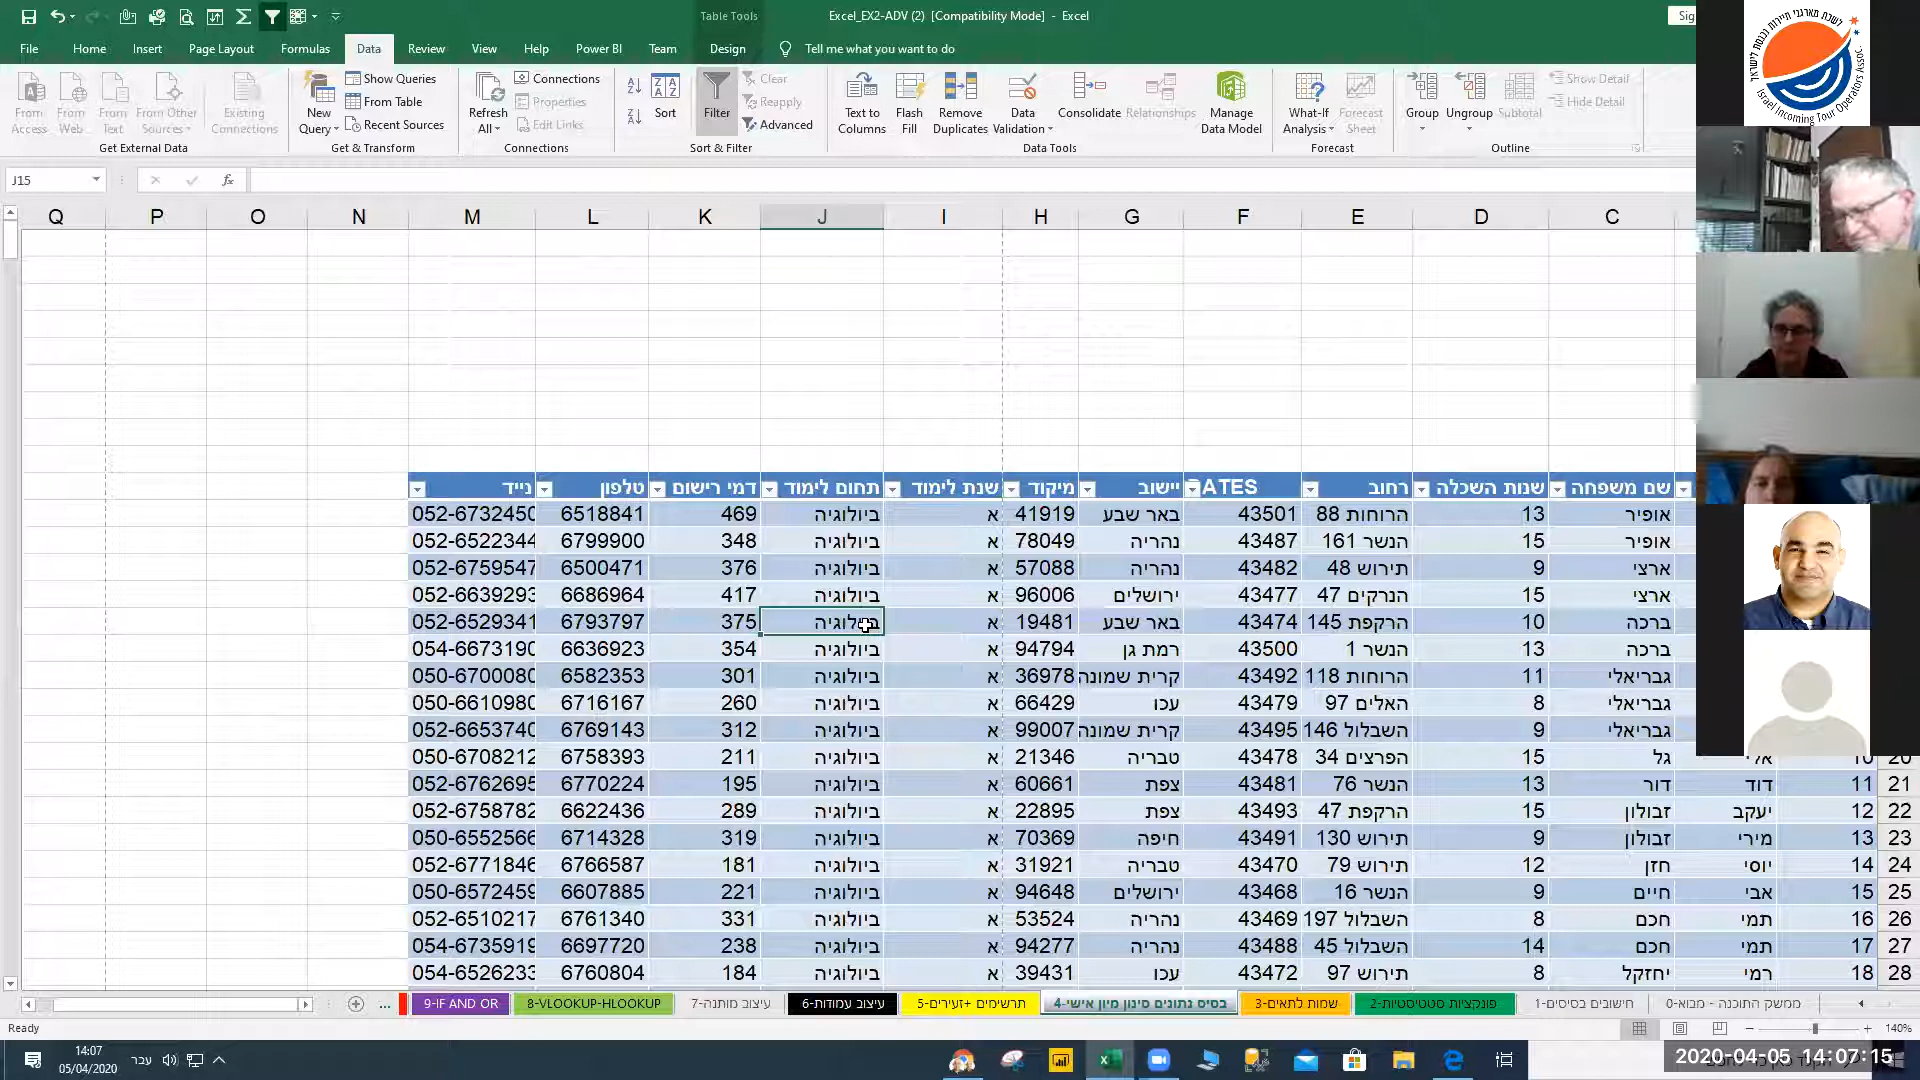 Table Tools
Excel_EX2-ADV (2) [Compatibility Mode] - Excel
Sig
File Home Insert Page Layout Formulas Data Review View Help Power BI Team Design Tell me what you want to do
From Access From Web From Text From Other Sources Existing Connections
Get External Data
New Query Show Queries From Table Recent Sources
Get & Transform
Refresh All Connections Properties Edit Links
Connections
Sort Filter Clear Reapply Advanced
Sort & Filter
Text to Columns Flash Fill Remove Duplicates Data Validation Consolidate Relationships Manage Data Model
Data Tools
What-If Analysis Forecast Sheet
Forecast
Group Ungroup Subtotal Show Detail Hide Detail
Outline
לשכת מארגני תיירות נכנסת לישראל
Israel Incoming Tour Operators Assoc.
J15 fx
Q P O N M L K J I H G F E D C
שם משפחה שנות השכלה רחוב DATES יישוב מיקוד שנת לימוד תחום לימוד דמי רישום טלפון נייד
אופיר 13 הרוחות 88 43501 באר שבע 41919 א ביולוגיה 469 6518841 052-6732450
אופיר 15 הנשר 161 43487 נהריה 78049 א ביולוגיה 348 6799900 052-6522344
ארצי 9 תירוש 48 43482 נהריה 57088 א ביולוגיה 376 6500471 052-6759547
ארצי 15 הנרקים 47 43477 ירושלים 96006 א ביולוגיה 417 6686964 052-6639293
ברכה 10 הרקפת 145 43474 באר שבע 19481 א ביולוגיה 375 6793797 052-6529341
ברכה 13 הנשר 1 43500 רמת גן 94794 א ביולוגיה 354 6636923 054-6673190
גבריאלי 11 הרוחות 118 43492 קרית שמונה 36978 א ביולוגיה 301 6582353 050-6700080
גבריאלי 8 האלים 97 43479 עכו 66429 א ביולוגיה 260 6716167 050-6610980
גבריאלי 9 השבלול 146 43495 קרית שמונה 99007 א ביולוגיה 312 6769143 052-6653740
20 10 אלי גל 15 הפרצים 34 43478 טבריה 21346 א ביולוגיה 211 6758393 050-6708212
21 11 דוד דור 13 הנשר 76 43481 צפת 60661 א ביולוגיה 195 6770224 052-6762695
22 12 יעקב זבולון 15 הרקפת 47 43493 צפת 22895 א ביולוגיה 289 6622436 052-6758782
23 13 מירי זבולון 9 תירוש 130 43491 חיפה 70369 א ביולוגיה 319 6714328 050-6552566
24 14 יוסי חזן 12 תירוש 79 43470 טבריה 31921 א ביולוגיה 181 6766587 052-6771846
25 15 אבי חיים 9 הנשר 16 43468 ירושלים 94648 א ביולוגיה 221 6607885 050-6572459
26 16 תמי חכם 8 השבלול 197 43469 נהריה 53524 א ביולוגיה 331 6761340 052-6510217
27 17 תמי חכם 14 השבלול 45 43488 נהריה 94277 א ביולוגיה 238 6697720 054-6735919
28 18 רמי יחזקל 8 תירוש 97 43472 עכו 39431 א ביולוגיה 184 6760804 054-6526233
ממשק התוכנה - מבוא-0 חישובים בסיסים-1 פונקציות סטטיסטיות-2 שמות לתאים-3 בסיס נתונים סינון מיון אישי-4 תרשימים +זעירים-5 עיצוב עמודות-6 עיצוב מותנה-7 8-VLOOKUP-HLOOKUP 9-IF AND OR ...
Ready 140%
14:07
05/04/2020
עבר
2020-04-05 14:07:15